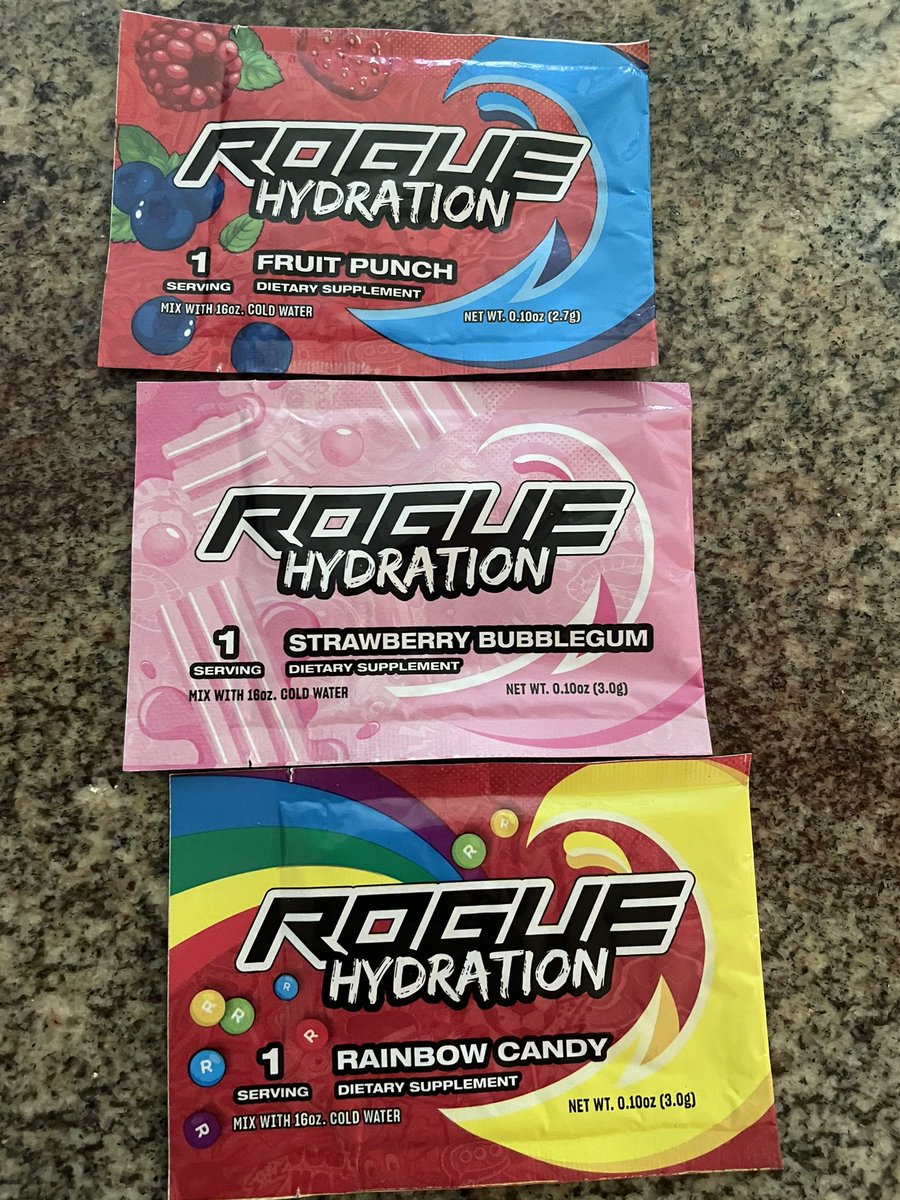 ROGUE
HYDRATION
1 FRUIT PUNCH
SERVING DIETARY SUPPLEMENT
MIX WITH 16oz. COLD WATER NET WT. 0.10oz (2.7g)
ROGUE
HYDRATION
1 STRAWBERRY BUBBLEGUM
SERVING DIETARY SUPPLEMENT
MIX WITH 16oz. COLD WATER NET WT. 0.10oz (3.0g)
R
R
ROGUE
HYDRATION
R
R
R
R
R
1 RAINBOW CANDY
SERVING DIETARY SUPPLEMENT
MIX WITH 16oz. COLD WATER NET WT. 0.10oz (3.0g)
R